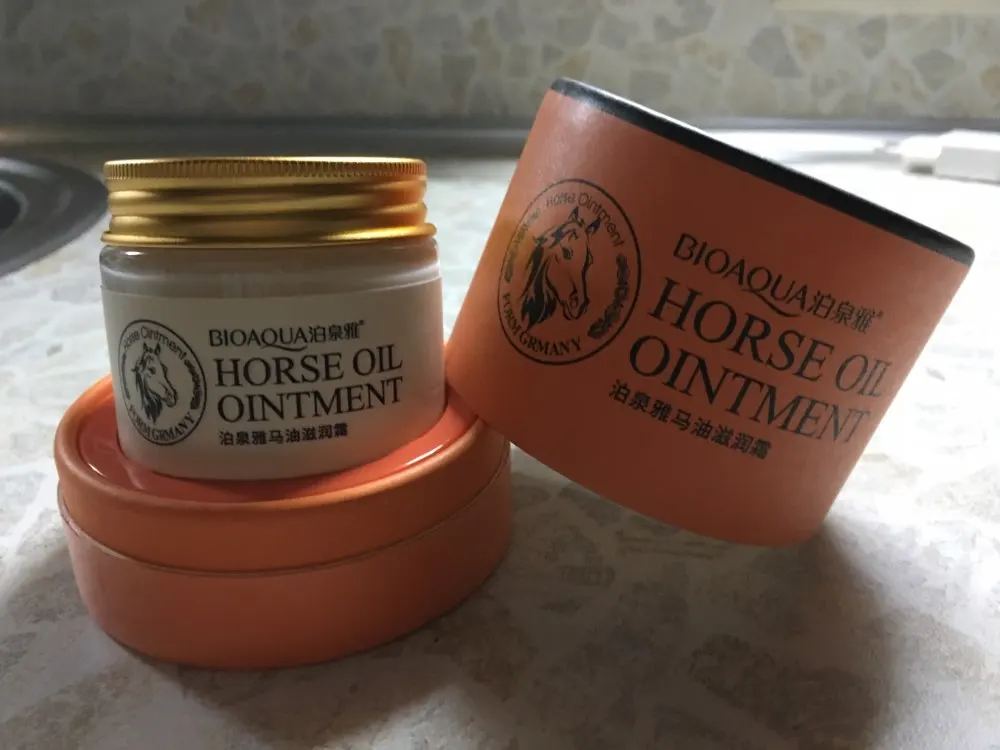 Horse Ointment
FORM GRMANY
BIOAQUA泊泉雅®
HORSE OIL
OINTMENT
泊泉雅马油滋润霜
Horse Ointment
FORM GRMANY
BIOAQUA泊泉雅®
HORSE OIL
OINTMENT
泊泉雅马油滋润霜